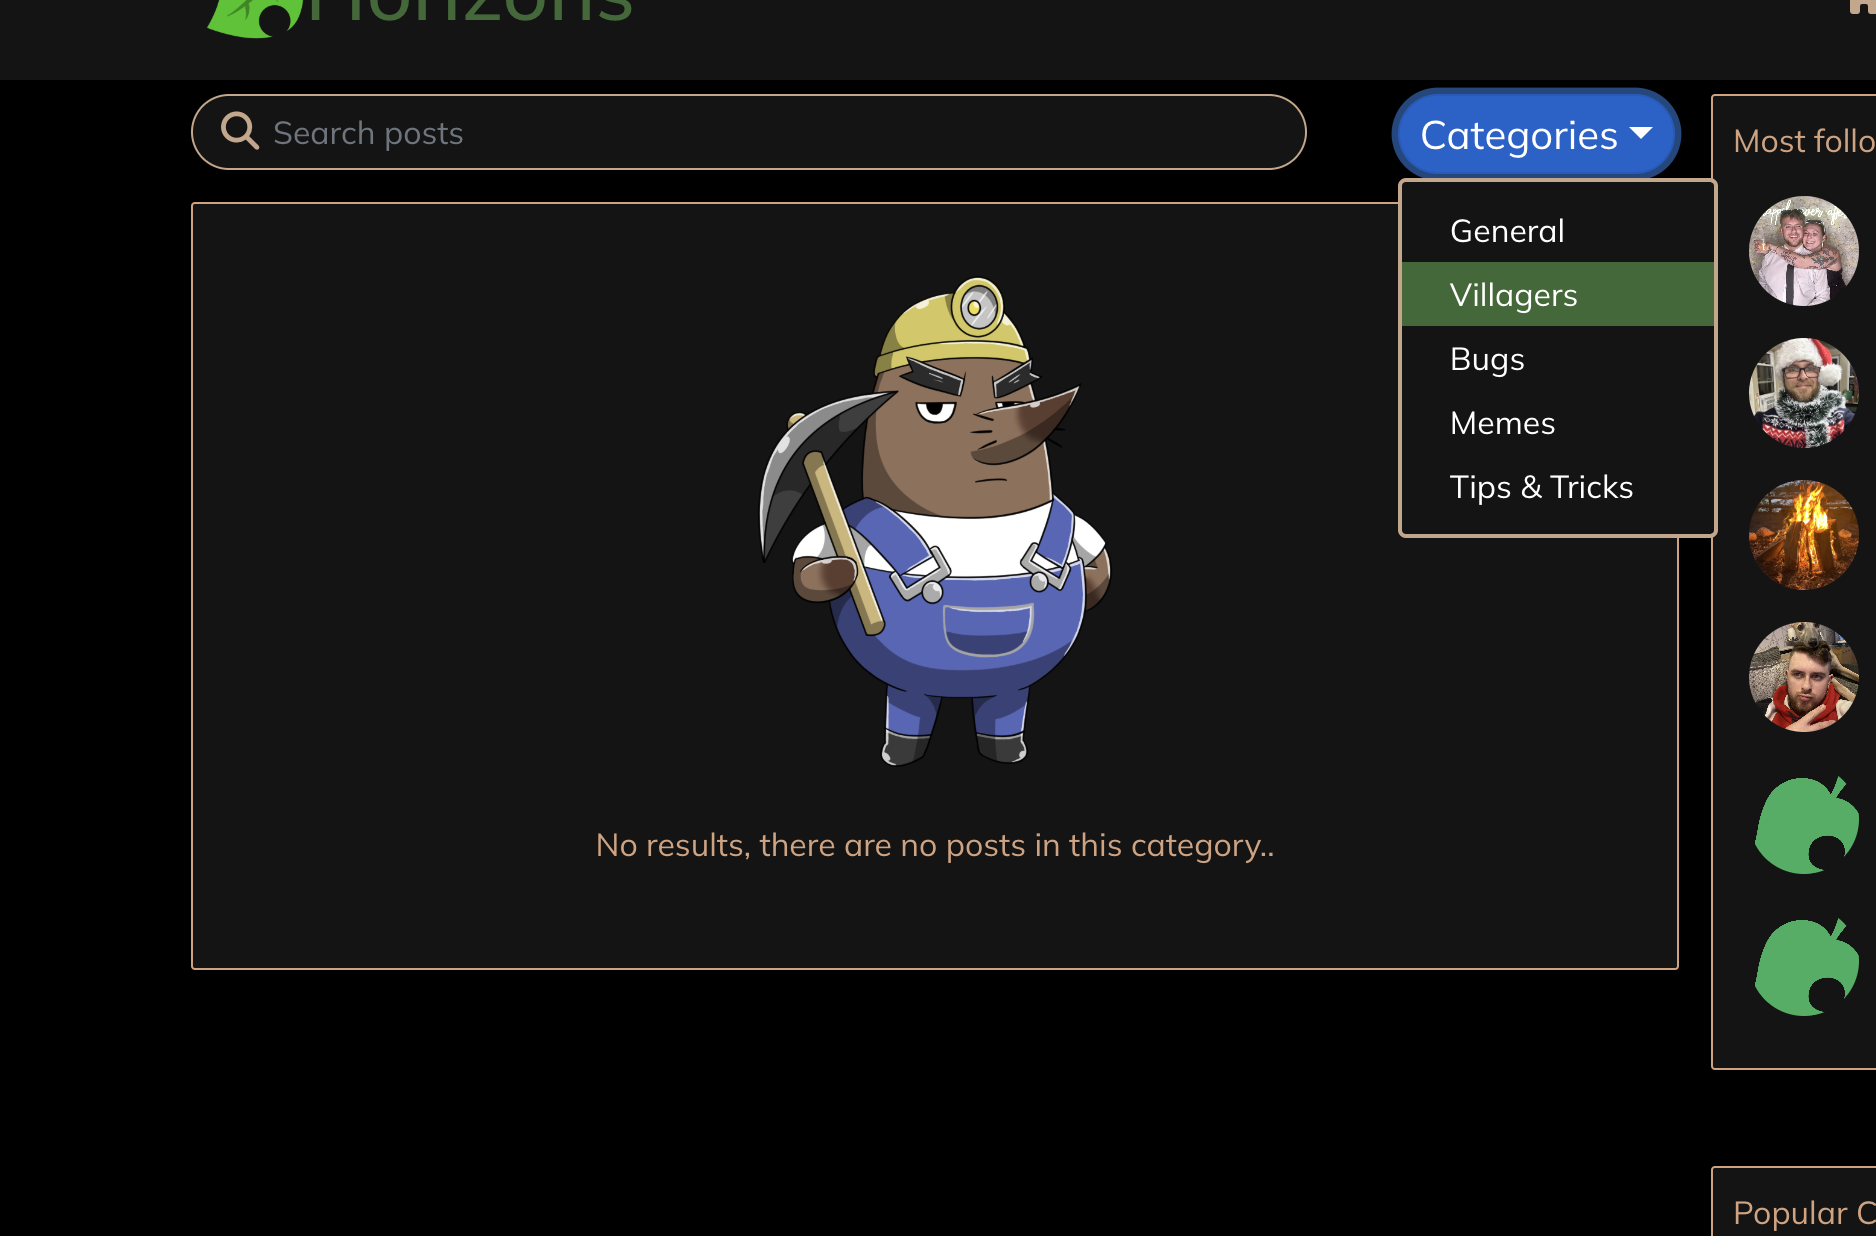 Horizons
Search posts
Categories
General
Villagers
Bugs
Memes
Tips & Tricks
No results, there are no posts in this category..
Most follo
Popular C